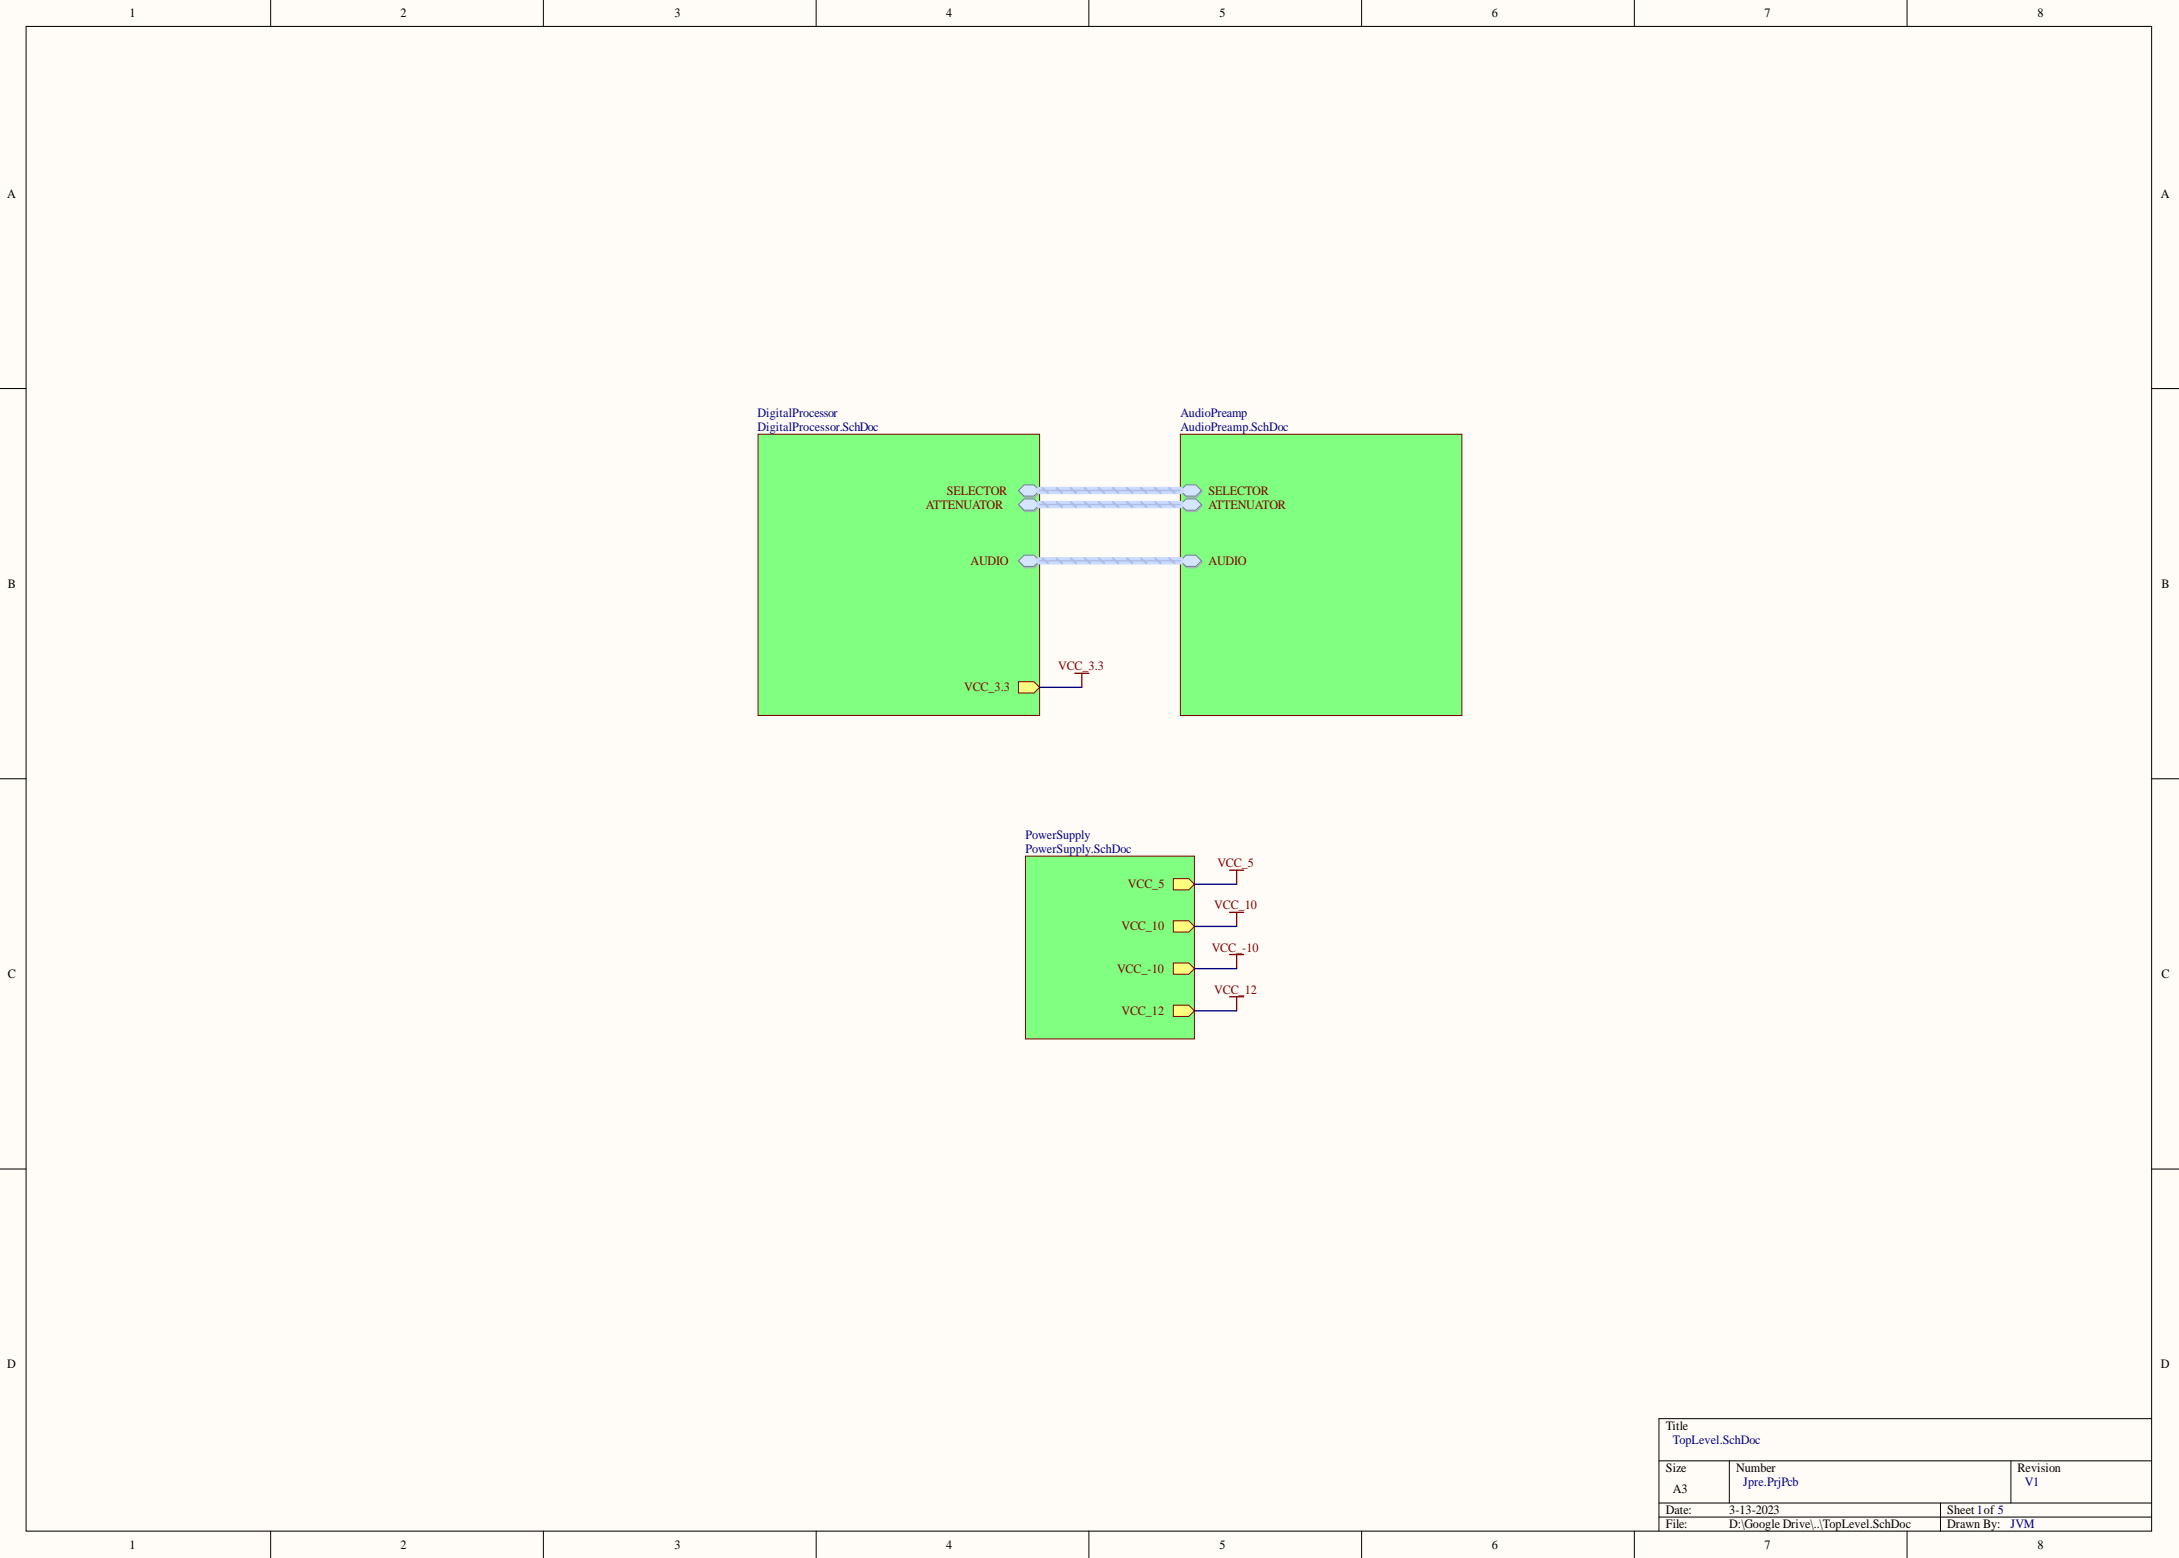 1 2 3 4 5 6 7 8
A A
DigitalProcessor
DigitalProcessor.SchDoc
AudioPreamp
AudioPreamp.SchDoc
SELECTOR SELECTOR
ATTENUATOR ATTENUATOR
AUDIO AUDIO
B B
VCC_3.3
VCC_3.3
PowerSupply
PowerSupply.SchDoc
VCC_5
VCC_5
VCC_10
VCC_10
VCC_-10
VCC_-10
C C
VCC_12
VCC_12
D D
Title
TopLevel.SchDoc
Size Number Revision
A3 Jpre.PrjPcb V1
Date: 3-13-2023 Sheet 1 of 5
File: D:\Google Drive\..\TopLevel.SchDoc Drawn By: JVM
1 2 3 4 5 6 7 8